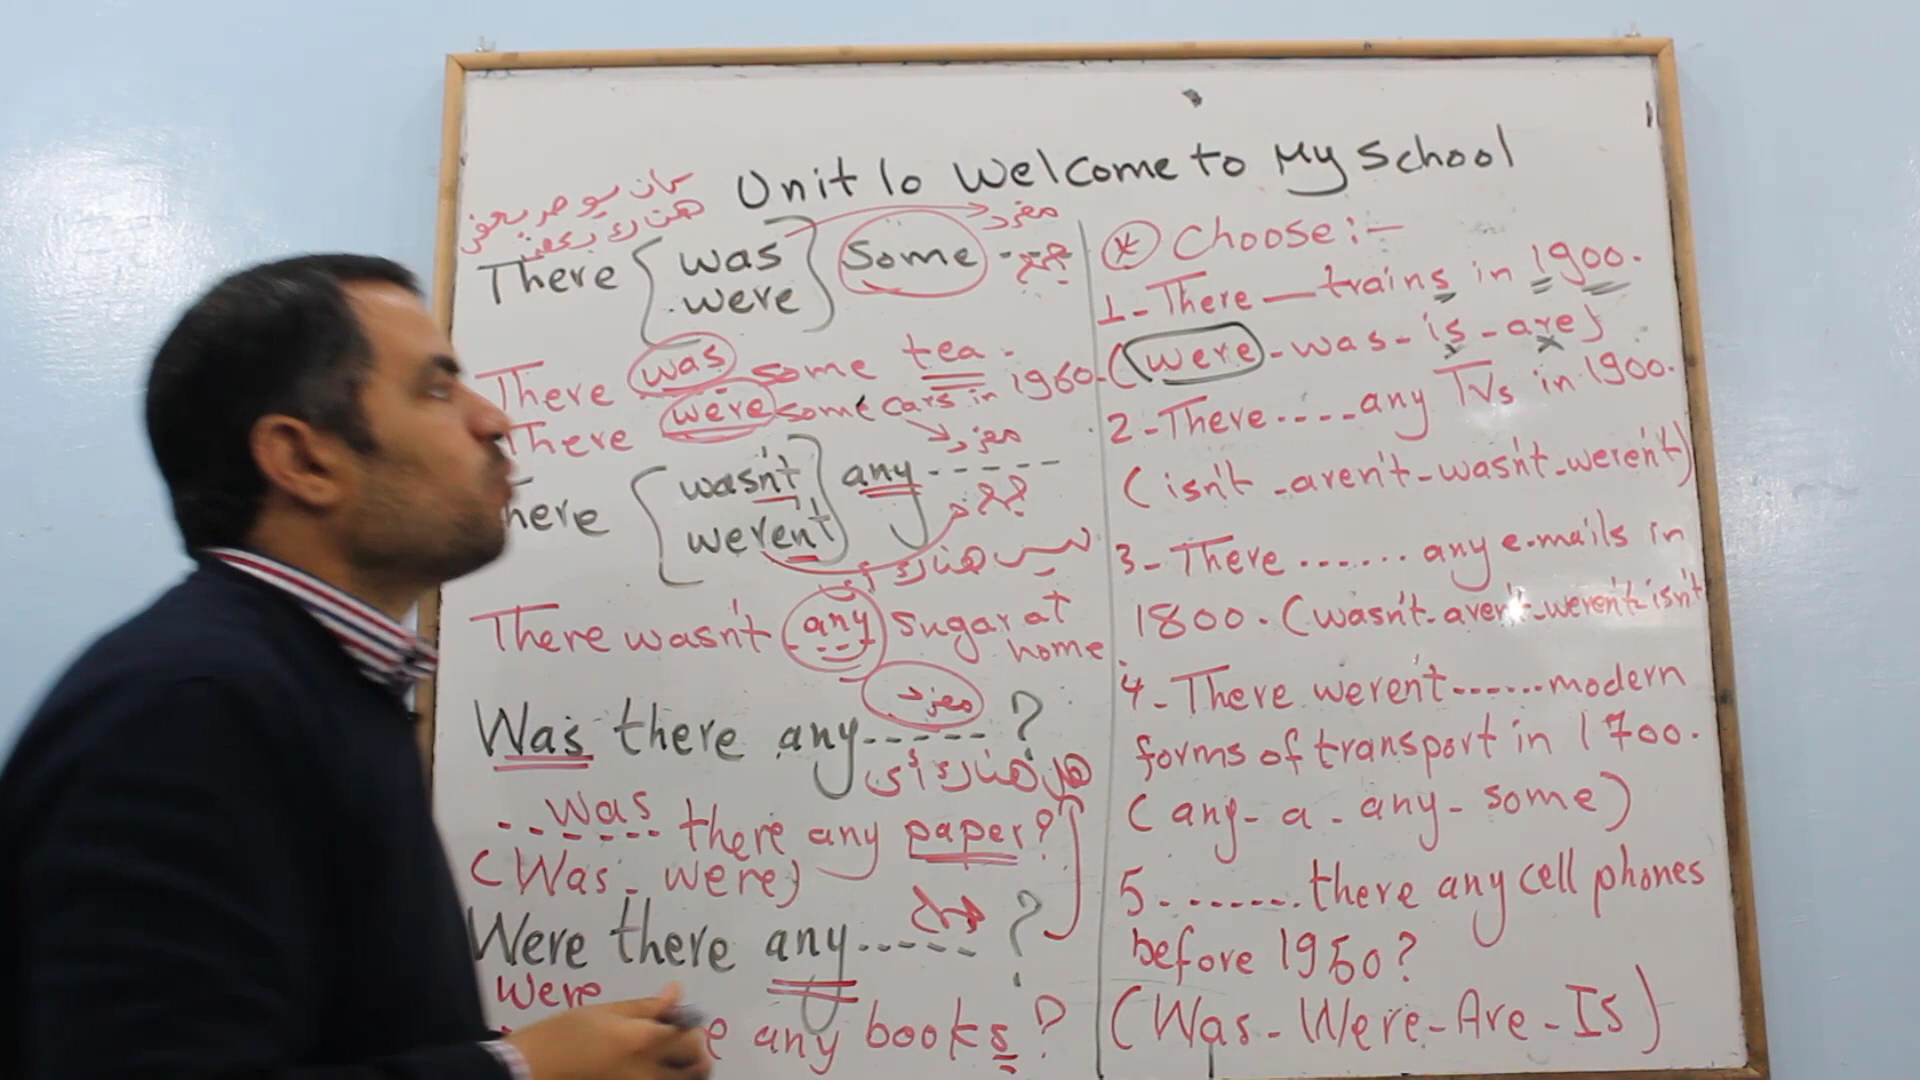 Unit 10 Welcome to My School
كان يوجد بعض
هناك بعض
مفرد
There { was were } Some ----
جمع
There was some tea.
There were some cars in 1960.
مفرد
There { wasn't weren't } any ------
جمع
ليس هناك أي
There wasn't any sugar at home
مفرد
Was there any------ ?
هل هناك أي
--Was---- there any paper?
(Was - were)
جمع
Were there any------ ?
Were
e any books?
* Choose:-
1- There — trains in 1900.
(were - was - is - are)
2- There ---- any TVs in 1900.
(isn't - aren't - wasn't - weren't)
3- There ....... any e.mails in
1800. (wasn't - aren't - weren't - isn't
4- There weren't ------ modern
forms of transport in 1700.
(any - a - any - some)
5 -------- there any cell phones
before 1950?
(Was - Were - Are - Is)